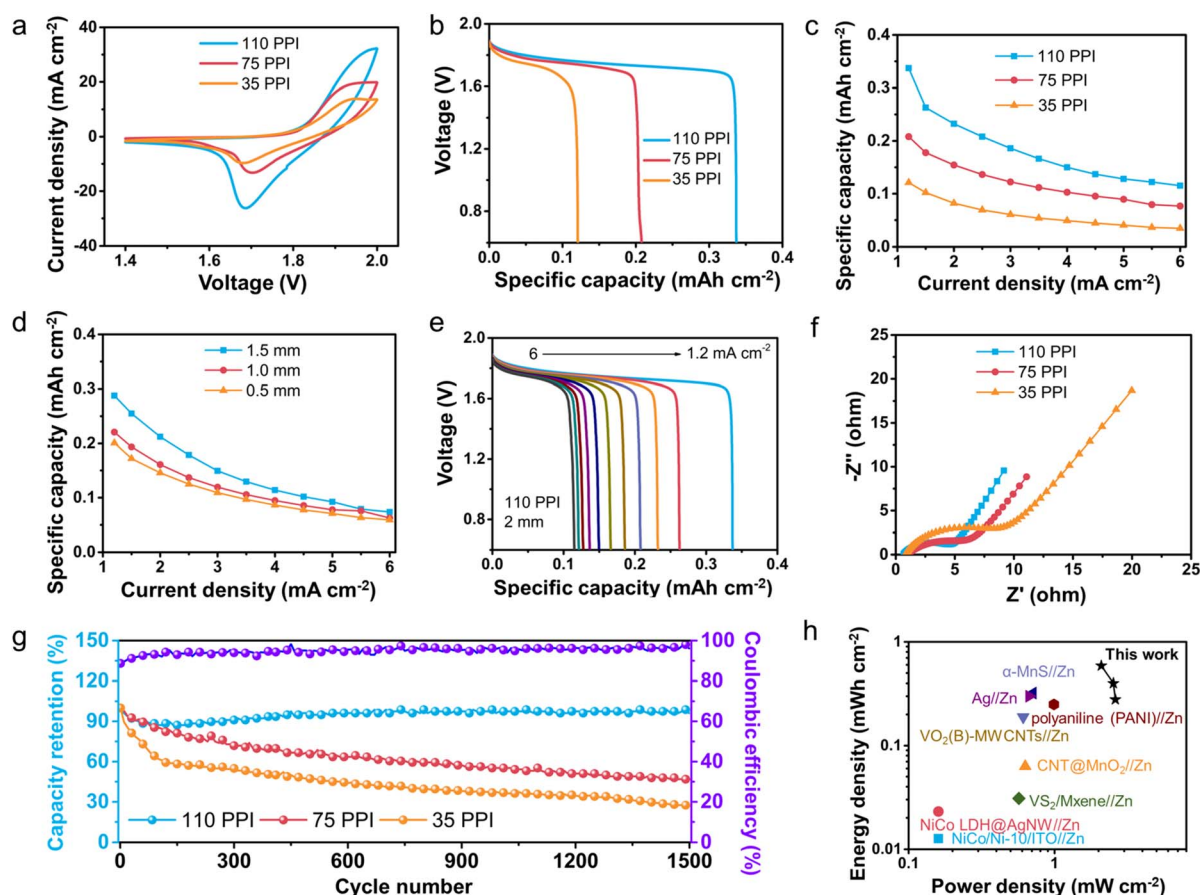 a
Current density (mA cm-2)
40
20
0
-20
-40
110 PPI
75 PPI
35 PPI
1.4
1.6
1.8
2.0
Voltage (V)
b
Voltage (V)
2.0
1.6
1.2
0.8
110 PPI
75 PPI
35 PPI
0.0
0.1
0.2
0.3
0.4
Specific capacity (mAh cm-2)
c
Specific capacity (mAh cm-2)
0.4
0.3
0.2
0.1
0.0
110 PPI
75 PPI
35 PPI
1
2
3
4
5
6
Current density (mA cm-2)
d
Specific capacity (mAh cm-2)
0.4
0.3
0.2
0.1
0.0
1.5 mm
1.0 mm
0.5 mm
1
2
3
4
5
6
Current density (mA cm-2)
e
Voltage (V)
2.0
1.6
1.2
0.8
6
1.2 mA cm-2
110 PPI
2 mm
0.0
0.1
0.2
0.3
0.4
Specific capacity (mAh cm-2)
f
-Z'' (ohm)
25
20
15
10
5
0
110 PPI
75 PPI
35 PPI
0
5
10
15
20
25
Z' (ohm)
g
Capacity retention (%)
150
120
90
60
30
0
110 PPI
75 PPI
35 PPI
0
300
600
900
1200
1500
Cycle number
100
80
60
40
20
0
Coulombic efficiency (%)
h
Energy density (mWh cm-2)
1
0.1
0.01
This work
α-MnS//Zn
Ag//Zn
polyaniline (PANI)//Zn
VO2(B)-MWCNTs//Zn
CNT@MnO2//Zn
VS2/Mxene//Zn
NiCo LDH@AgNW//Zn
NiCo/Ni-10/ITO//Zn
0.1
1
Power density (mW cm-2)